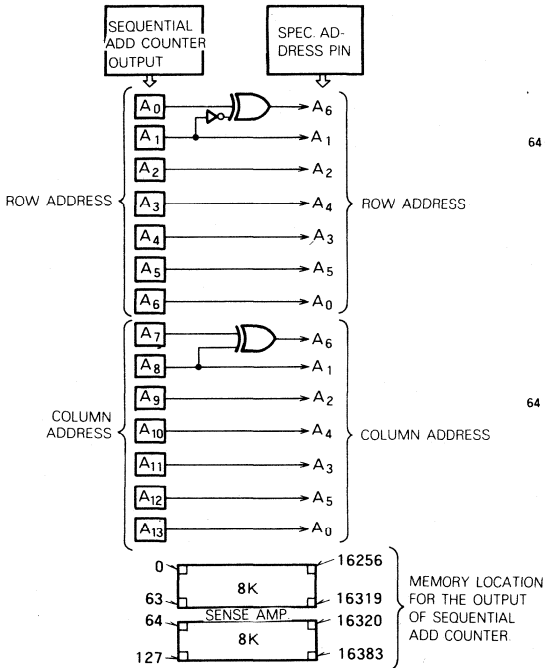 SEQUENTIAL
ADD COUNTER
OUTPUT
SPEC. AD-
DRESS PIN
A0
A6
A1
A1
64
A2
A2
ROW ADDRESS
A3
A4
ROW ADDRESS
A4
A3
A5
A5
A6
A0
A7
A6
A8
A1
A9
A2
64
COLUMN
ADDRESS
A10
A4
COLUMN ADDRESS
A11
A3
A12
A5
A13
A0
0
16256
8K
63
16319
SENSE AMP.
64
16320
8K
127
16383
MEMORY LOCATION
FOR THE OUTPUT
OF SEQUENTIAL
ADD COUNTER.